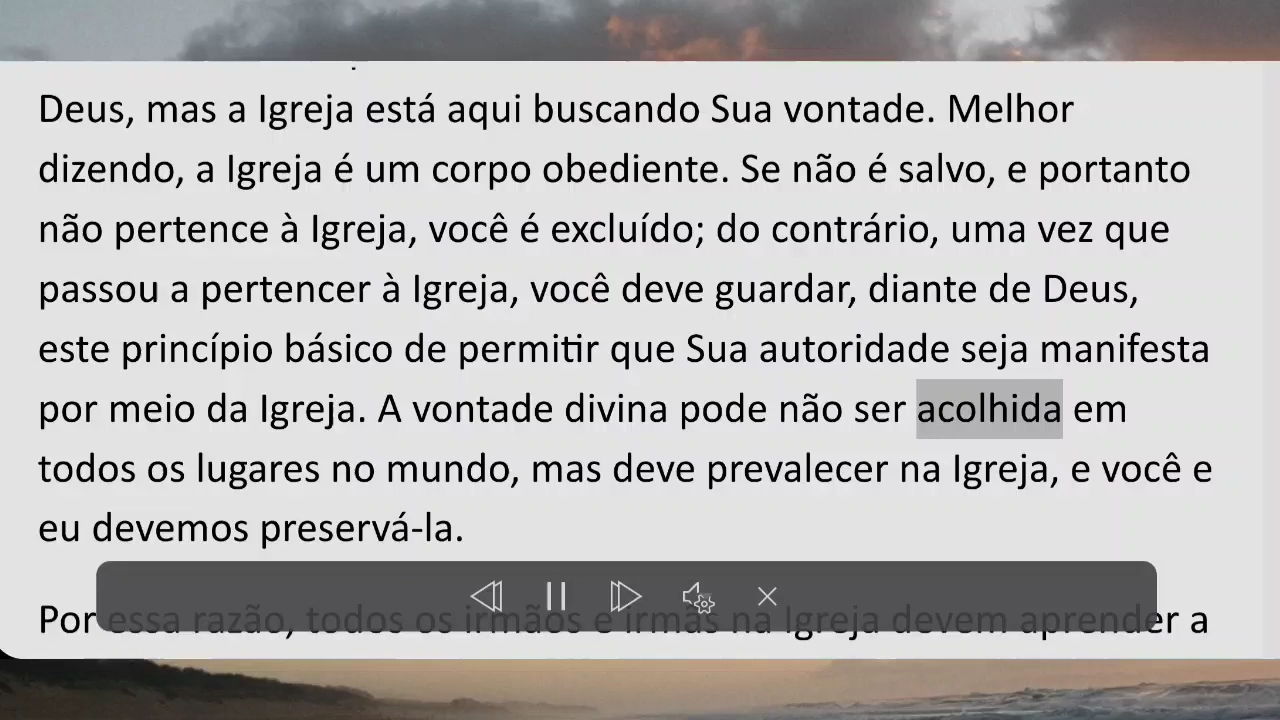 Deus, mas a Igreja está aqui buscando Sua vontade. Melhor
dizendo, a Igreja é um corpo obediente. Se não é salvo, e portanto
não pertence à Igreja, você é excluído; do contrário, uma vez que
passou a pertencer à Igreja, você deve guardar, diante de Deus,
este princípio básico de permitir que Sua autoridade seja manifesta
por meio da Igreja. A vontade divina pode não ser acolhida em
todos os lugares no mundo, mas deve prevalecer na Igreja, e você e
eu devemos preservá-la.
Por essa razão, todos os irmãos e irmãs na Igreja devem aprender a